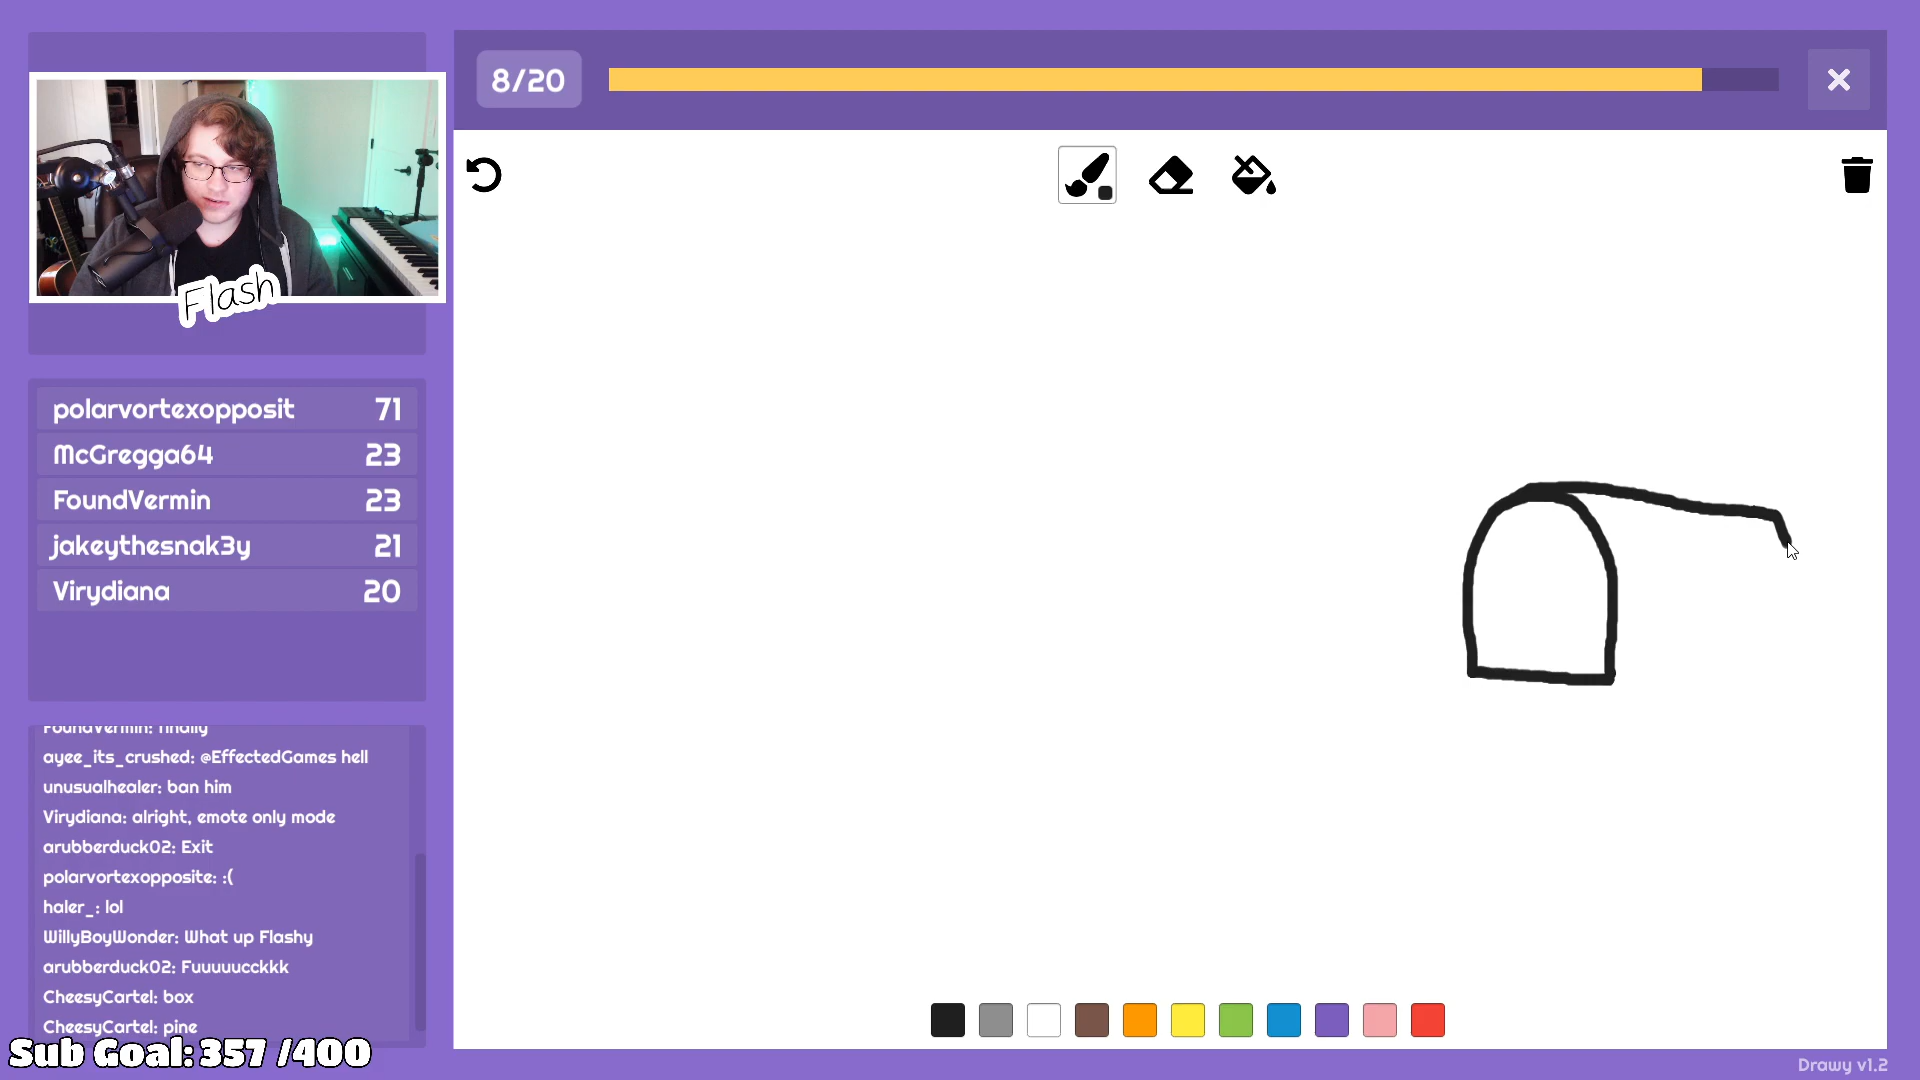 8/20
Flash
polarvortexopposit 71
McGregga64 23
FoundVermin 23
jakeythesnak3y 21
Virydiana 20
FoundVermin: finally
ayee_its_crushed: @EffectedGames hell
unusualhealer: ban him
Virydiana: alright, emote only mode
arubberduck02: Exit
polarvortexopposite: :(
haler_: lol
WillyBoyWonder: What up Flashy
arubberduck02: Fuuuuucckkk
CheesyCartel: box
CheesyCartel: pine
Sub Goal: 357 /400
Drawy v1.2